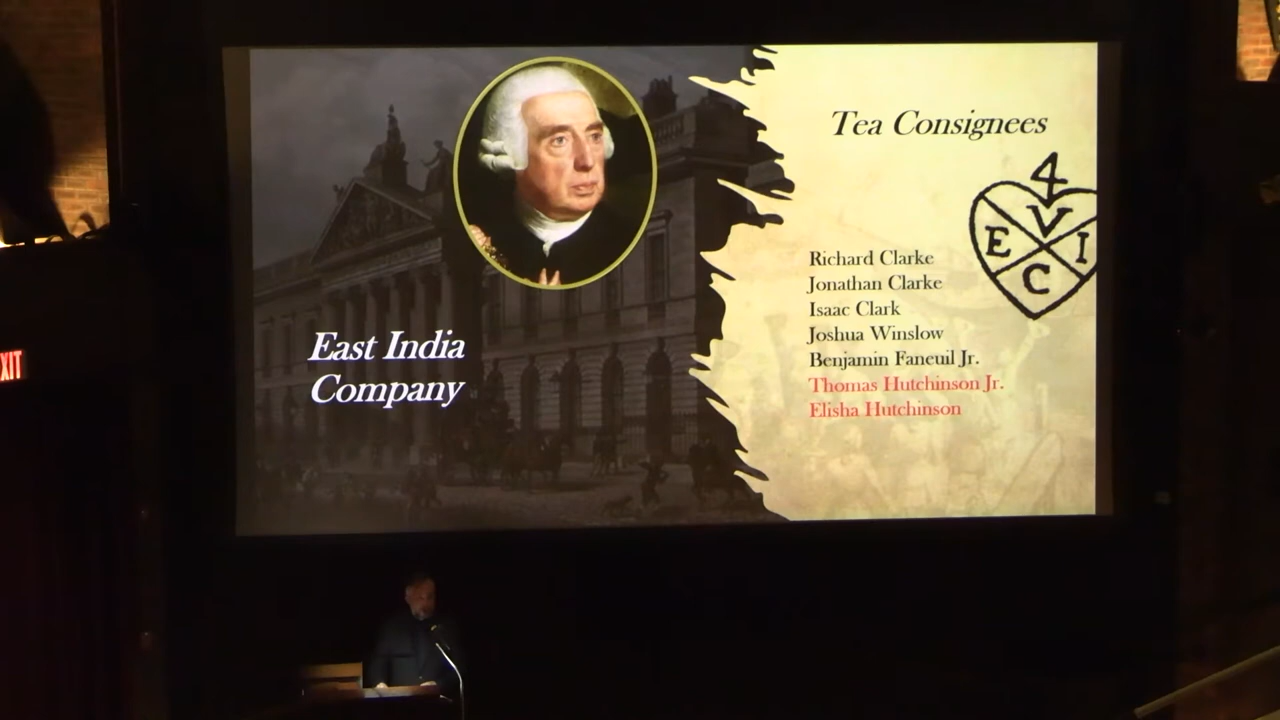 Tea Consignees
4
V
E I
C
Richard Clarke
Jonathan Clarke
Isaac Clark
Joshua Winslow
Benjamin Faneuil Jr.
Thomas Hutchinson Jr.
Elisha Hutchinson
East India
Company
XIT